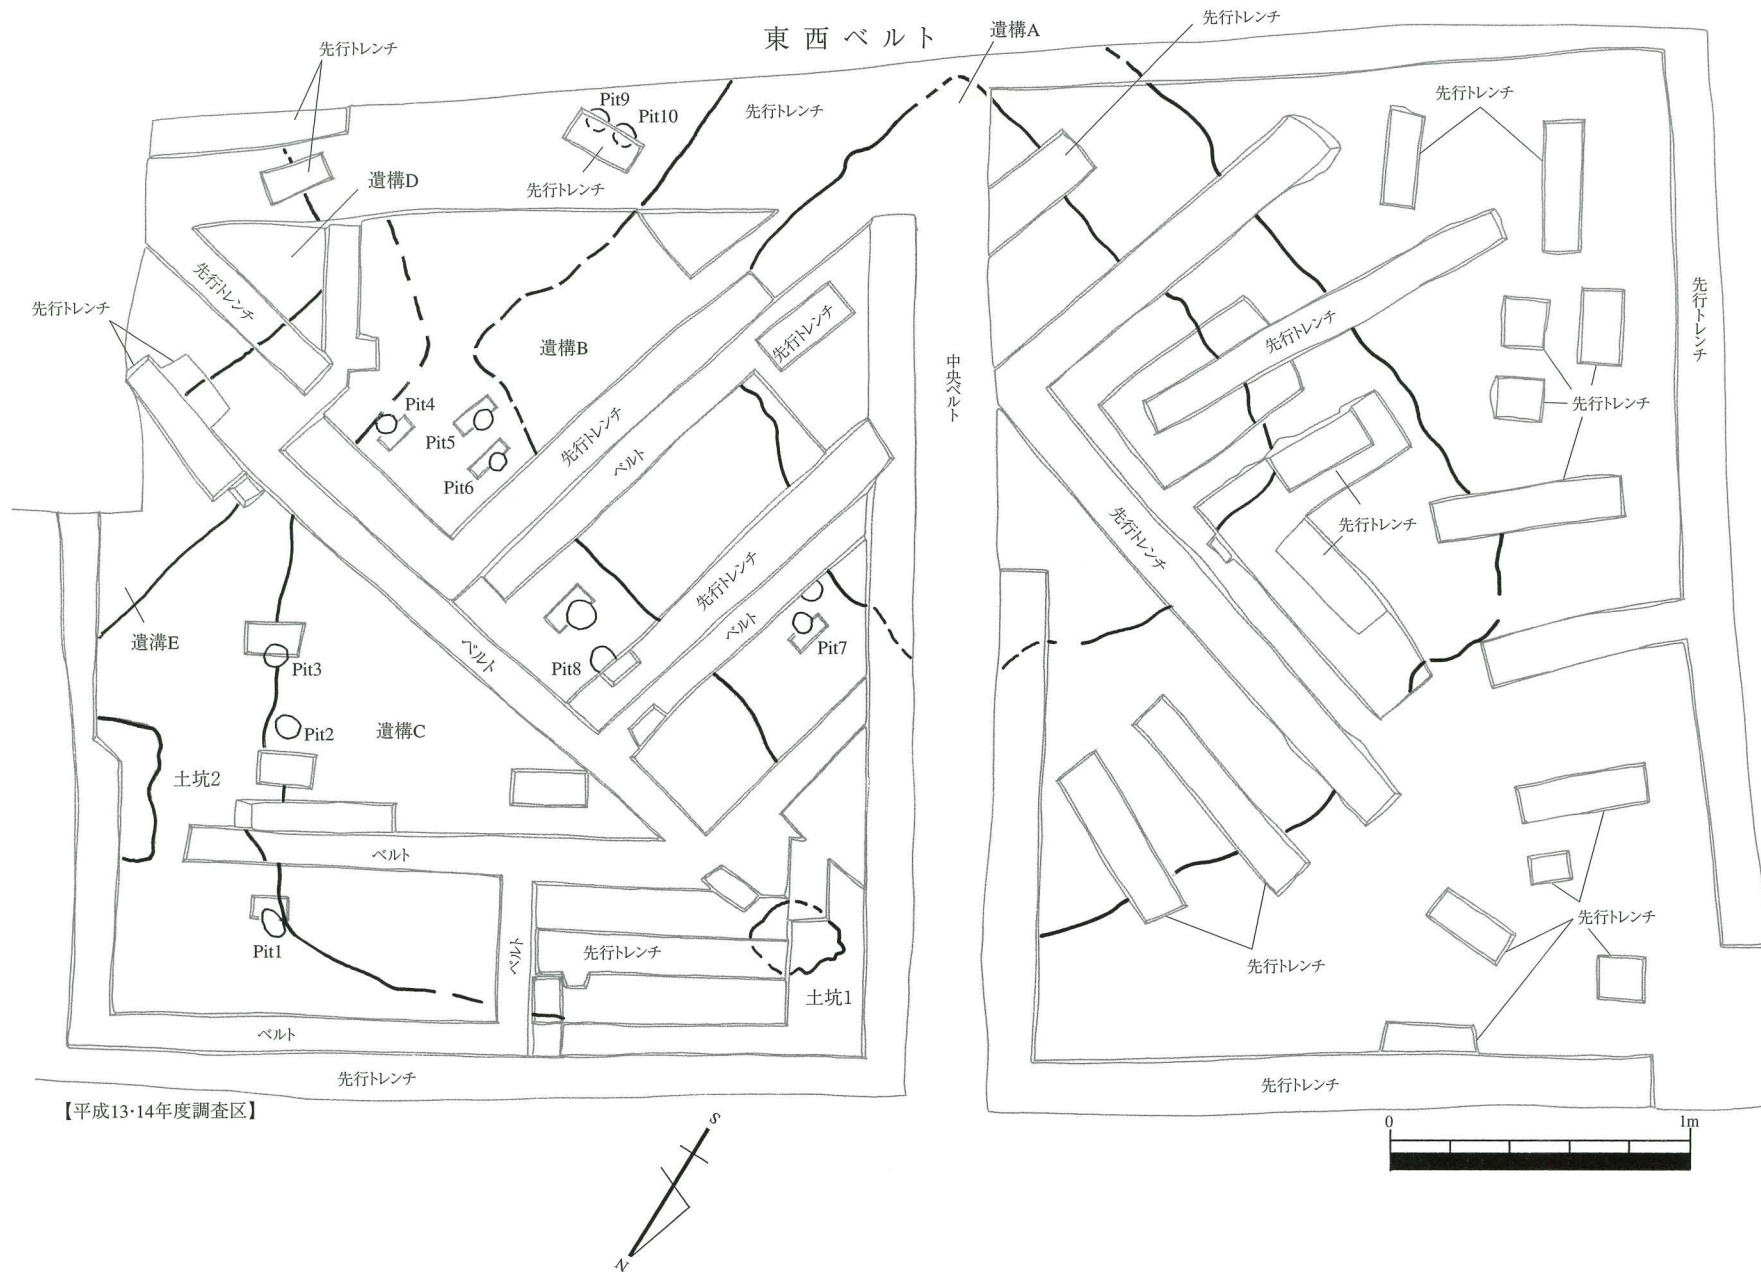 東西ベルト
遺構A
先行トレンチ
先行トレンチ
先行トレンチ
Pit9
Pit10
先行トレンチ
先行トレンチ
遺構D
先行トレンチ
先行トレンチ
先行トレンチ
先行トレンチ
先行トレンチ
遺構B
中央ベルト
先行トレンチ
Pit4
Pit5
Pit6
先行トレンチ
ベルト
先行トレンチ
先行トレンチ
先行トレンチ
先行トレンチ
ベルト
遺溝E
Pit3
ベルト
Pit8
Pit7
Pit2
遺構C
土坑2
ベルト
Pit1
ベルト
先行トレンチ
土坑1
先行トレンチ
先行トレンチ
ベルト
先行トレンチ
先行トレンチ
【平成13・14年度調査区】
0 1m
S
N